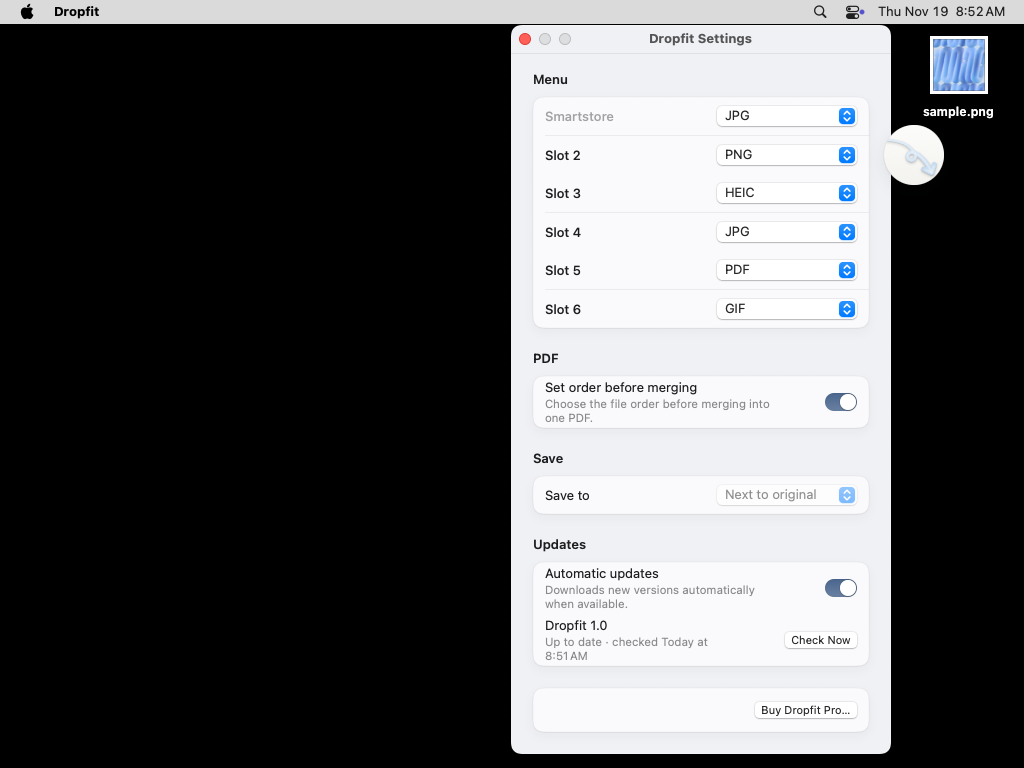 Dropfit
Thu Nov 19 8:52 AM
Dropfit Settings
sample.png
Menu
Smartstore JPG
Slot 2 PNG
Slot 3 HEIC
Slot 4 JPG
Slot 5 PDF
Slot 6 GIF
PDF
Set order before merging
Choose the file order before merging into
one PDF.
Save
Save to Next to original
Updates
Automatic updates
Downloads new versions automatically
when available.
Dropfit 1.0
Up to date · checked Today at
8:51 AM
Check Now
Buy Dropfit Pro...